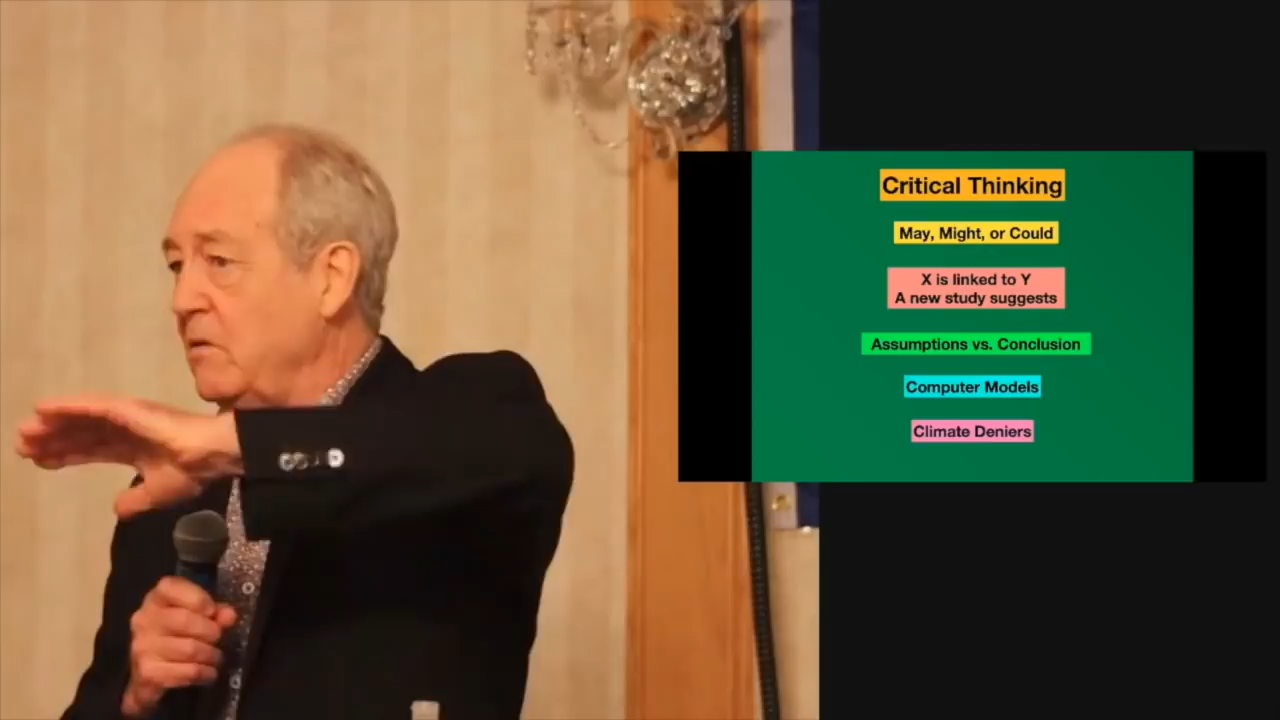 Critical Thinking
May, Might, or Could
X is linked to Y
A new study suggests
Assumptions vs. Conclusion
Computer Models
Climate Deniers